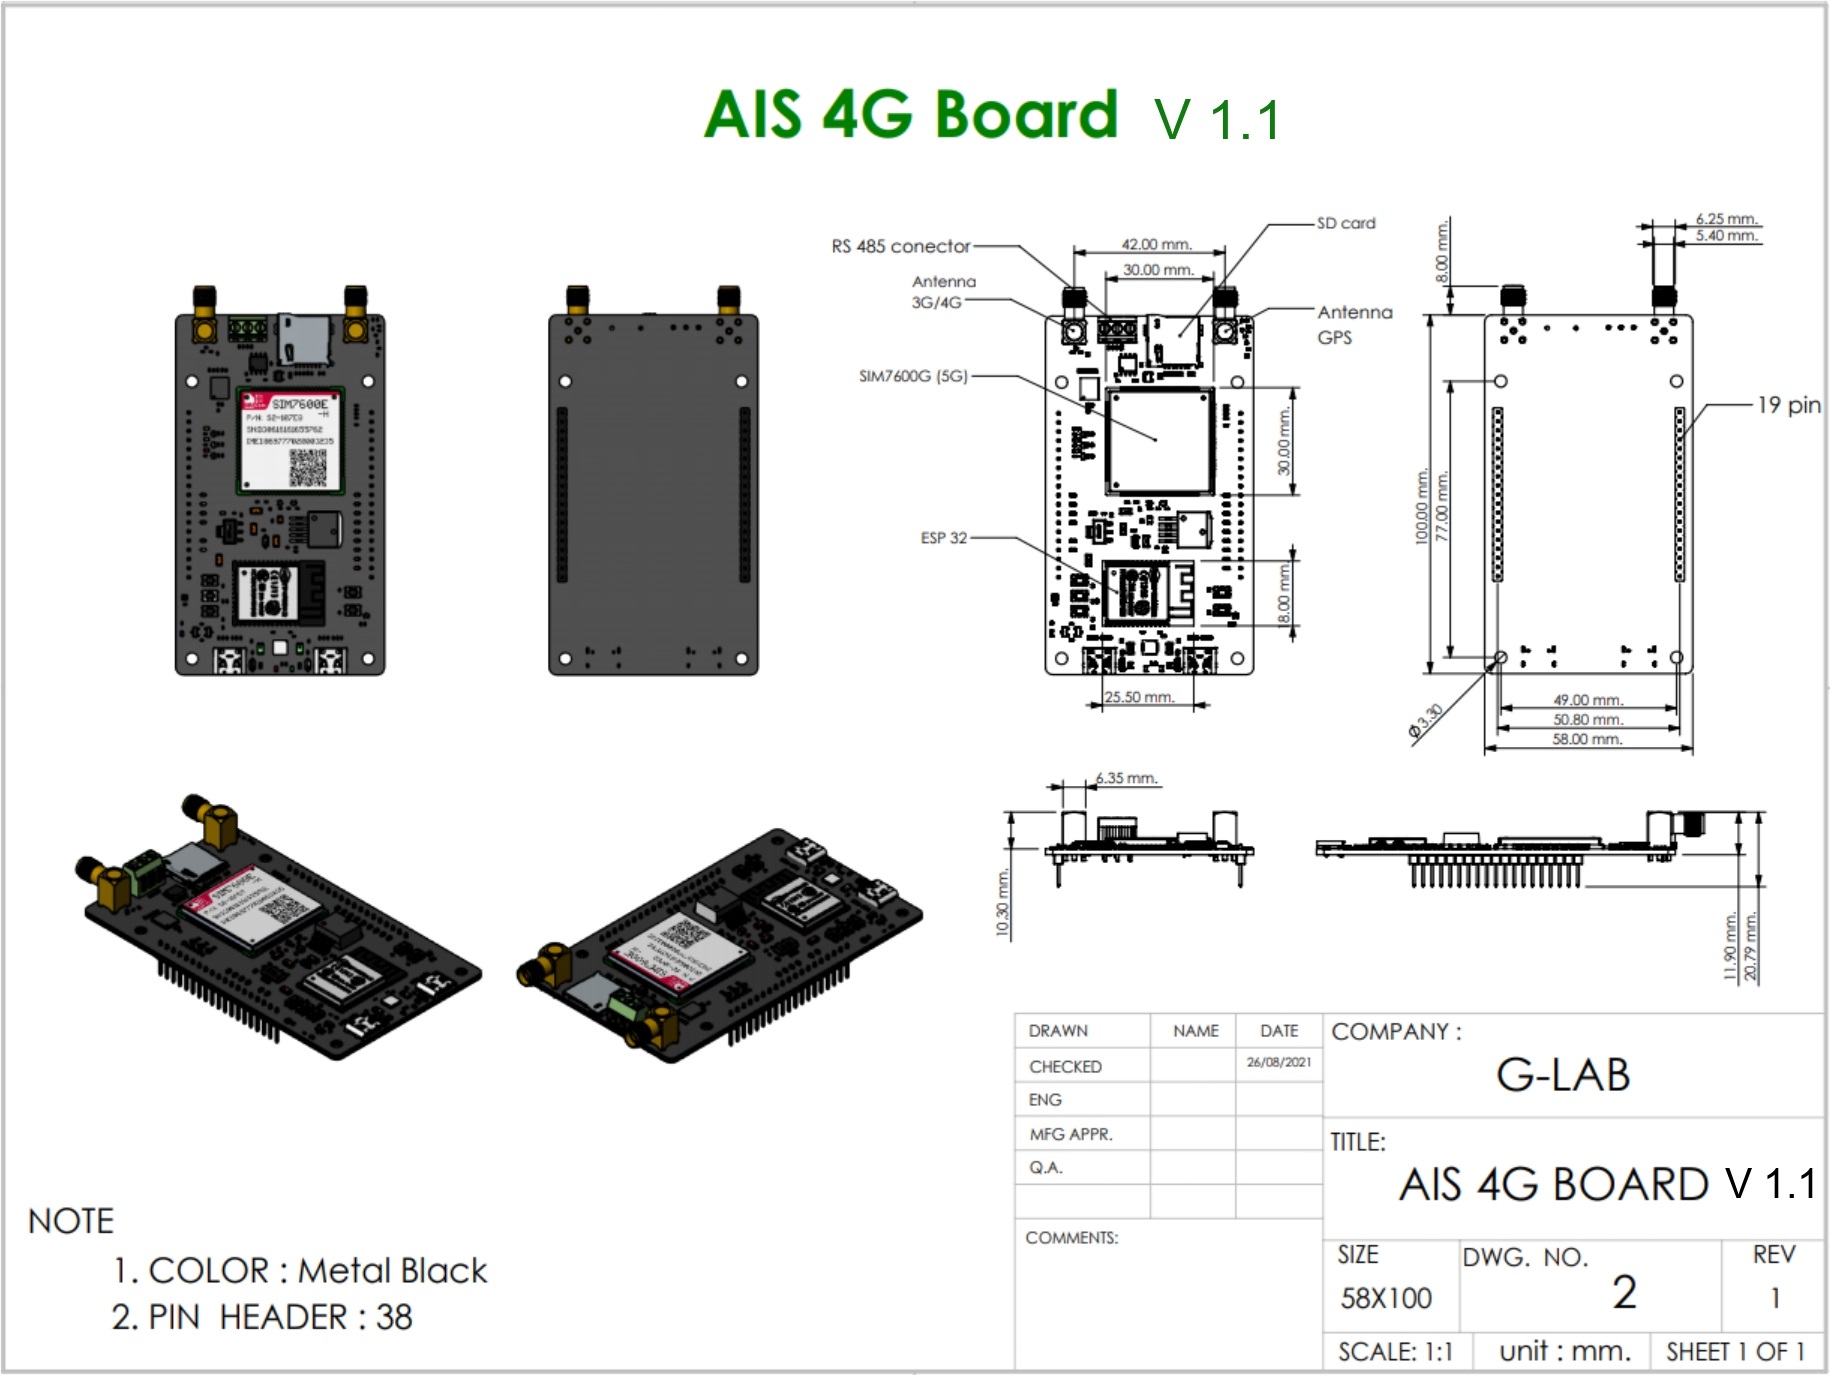 AIS 4G Board V 1.1
SD card
6.25 mm.
5.40 mm.
8.00 mm.
RS 485 conector
42.00 mm.
30.00 mm.
Antenna
3G/4G
Antenna
GPS
SIM7600G (5G)
30.00 mm.
19 pin
100.00 mm.
77.00 mm.
ESP 32
18.00 mm.
25.50 mm.
Ø3.30
49.00 mm.
50.80 mm.
58.00 mm.
SIM7600E
-H
6.35 mm.
10.30 mm.
11.90 mm.
20.79 mm.
SIM7600E
-H
SIM7600E
DRAWN NAME DATE
CHECKED 26/08/2021
ENG
MFG APPR.
Q.A.
COMMENTS:
COMPANY :
G-LAB
TITLE:
AIS 4G BOARD V 1.1
SIZE
58X100
DWG. NO.
2
REV
1
SCALE: 1:1
unit : mm.
SHEET 1 OF 1
NOTE
1. COLOR : Metal Black
2. PIN HEADER : 38